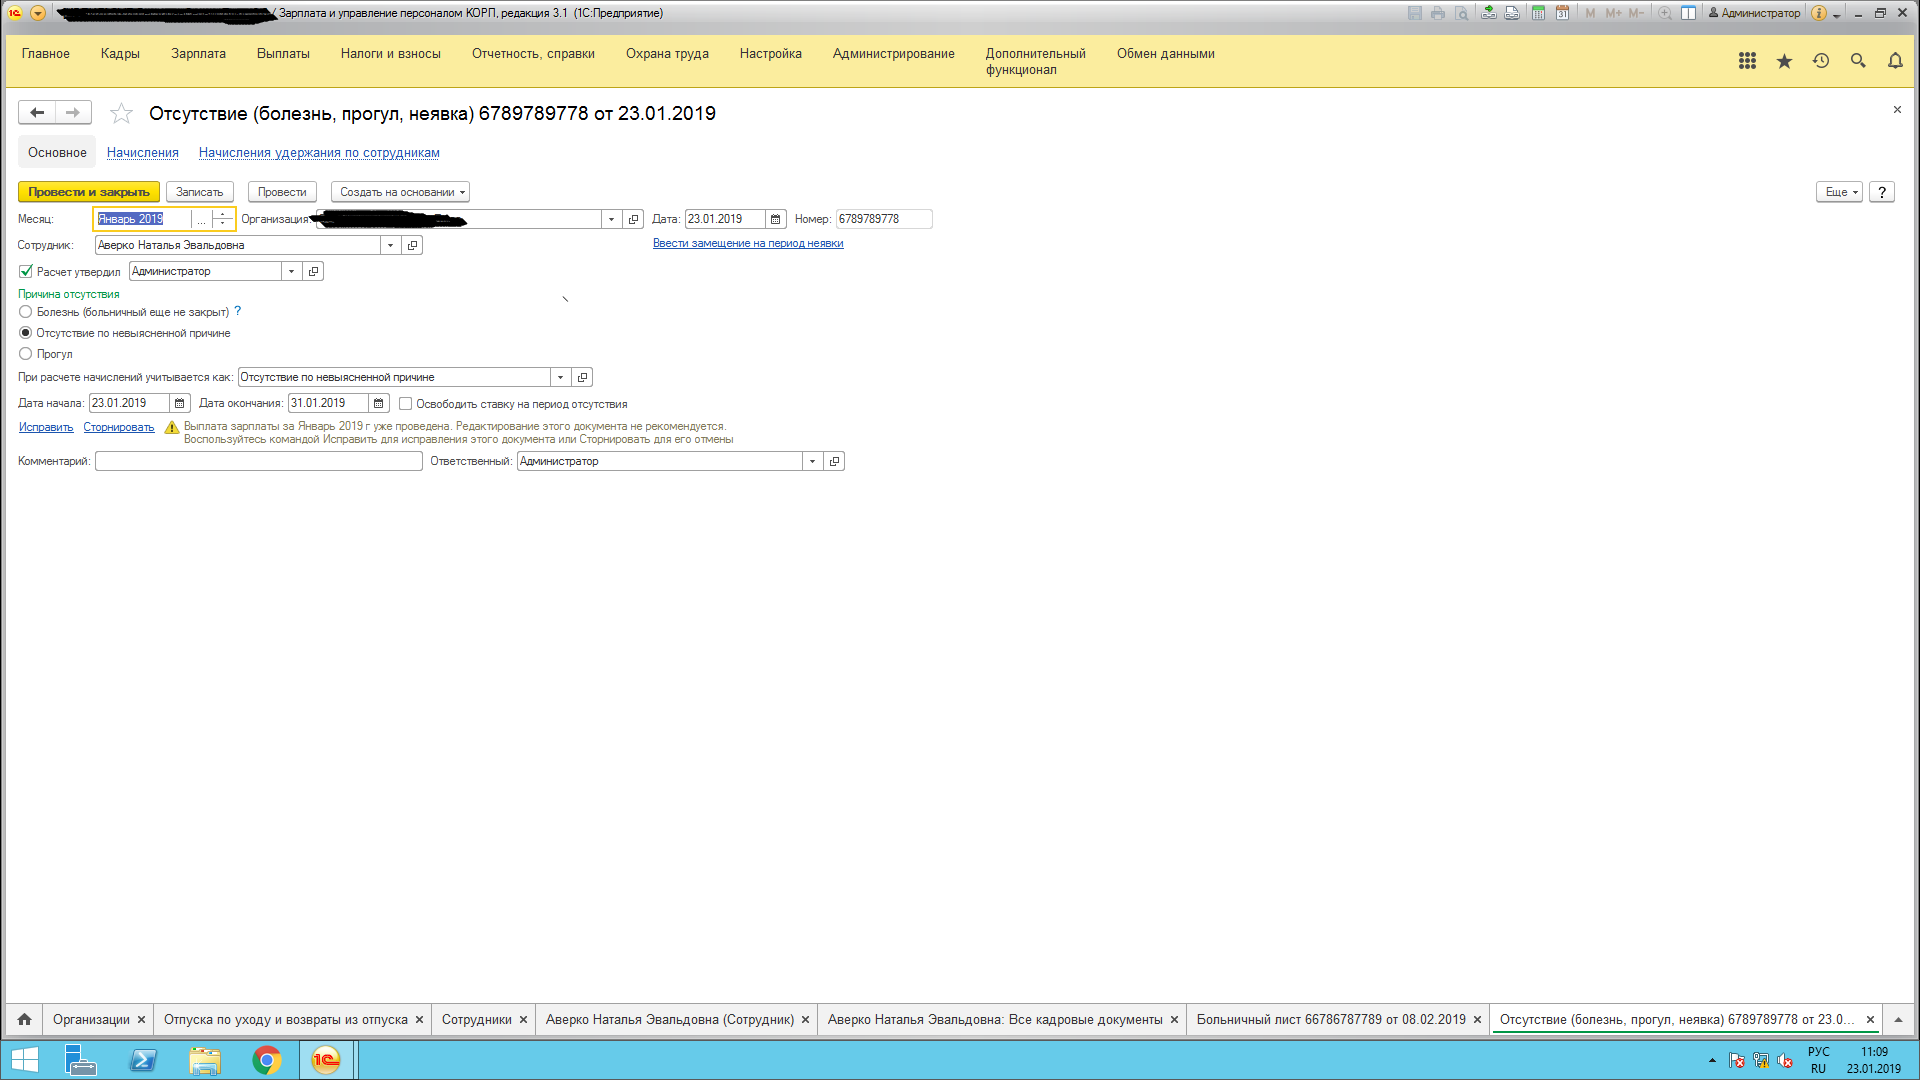 / Зарплата и управление персоналом КОРП, редакция 3.1 (1С:Предприятие)
M M+ M- Администратор
Главное Кадры Зарплата Выплаты Налоги и взносы Отчетность, справки Охрана труда Настройка Администрирование Дополнительный функционал Обмен данными
Отсутствие (болезнь, прогул, неявка) 6789789778 от 23.01.2019
Основное Начисления Начисления удержания по сотрудникам
Провести и закрыть Записать Провести Создать на основании Еще ?
Месяц: Январь 2019 ... Организация: Дата: 23.01.2019 Номер: 6789789778
Сотрудник: Аверко Наталья Эвальдовна Ввести замещение на период неявки
Расчет утвердил Администратор
Причина отсутствия
Болезнь (больничный еще не закрыт) ?
Отсутствие по невыясненной причине
Прогул
При расчете начислений учитывается как: Отсутствие по невыясненной причине
Дата начала: 23.01.2019 Дата окончания: 31.01.2019 Освободить ставку на период отсутствия
Исправить Сторнировать Выплата зарплаты за Январь 2019 г уже проведена. Редактирование этого документа не рекомендуется.
Воспользуйтесь командой Исправить для исправления этого документа или Сторнировать для его отмены
Комментарий: Ответственный: Администратор
Организации Отпуска по уходу и возвраты из отпуска Сотрудники Аверко Наталья Эвальдовна (Сотрудник) Аверко Наталья Эвальдовна: Все кадровые документы Больничный лист 66786787789 от 08.02.2019 Отсутствие (болезнь, прогул, неявка) 6789789778 от 23.0...
РУС 11:09
RU 23.01.2019